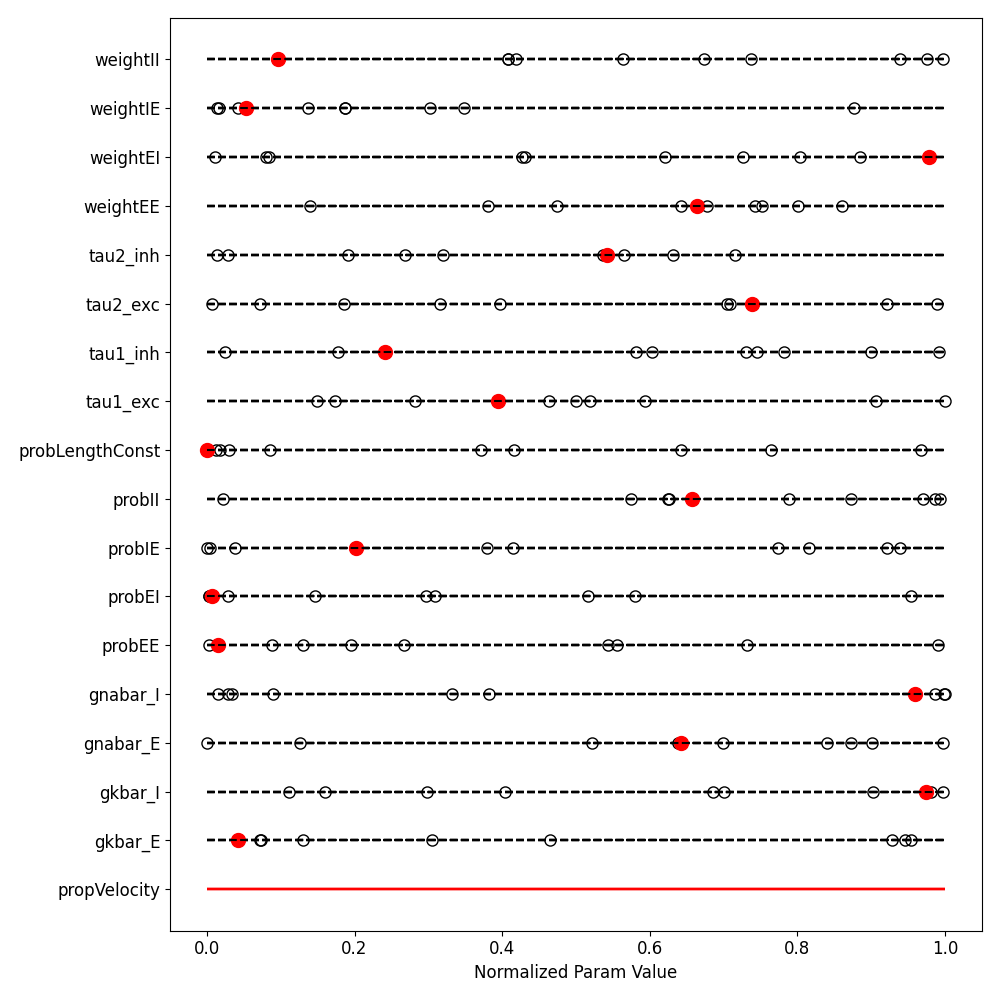 weightII
weightIE
weightEI
weightEE
tau2_inh
tau2_exc
tau1_inh
tau1_exc
probLengthConst
probII
probIE
probEI
probEE
gnabar_I
gnabar_E
gkbar_I
gkbar_E
propVelocity
0.0 0.2 0.4 0.6 0.8 1.0
Normalized Param Value